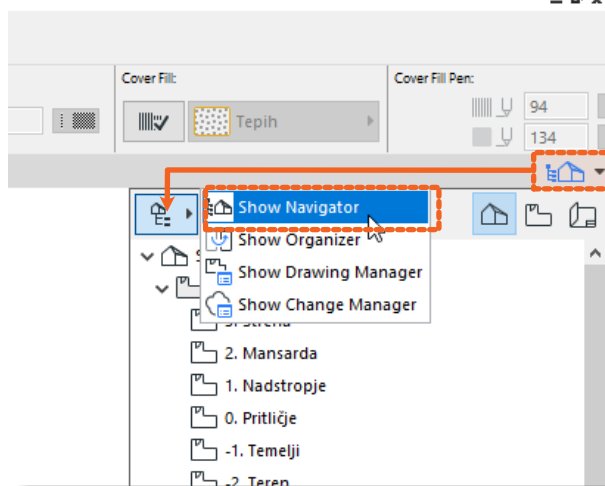 Cover Fill:
Cover Fill Pen:
Tepih
94
134
Show Navigator
Show Organizer
Show Drawing Manager
Show Change Manager
2. Mansarda
1. Nadstropje
0. Pritličje
-1. Temelji
-2. Teren